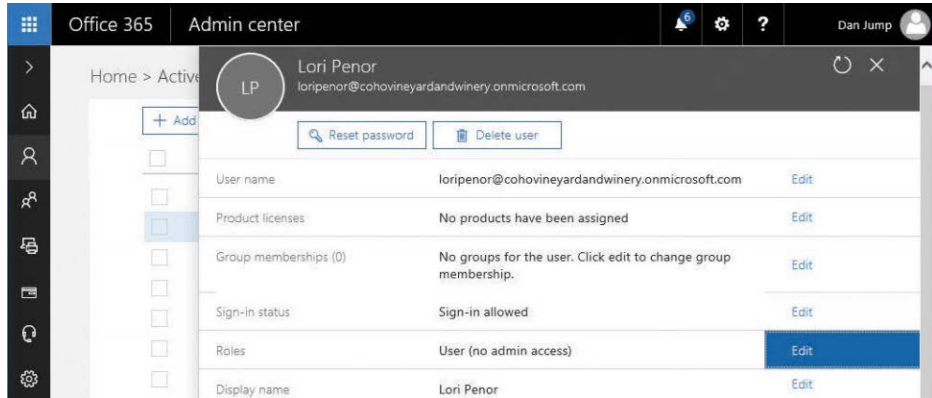 Office 365 Admin center 6 ? Dan Jump
Home > Active
LP
Lori Penor
loripenor@cohovineyardandwinery.onmicrosoft.com
+ Add
Reset password Delete user
User name loripenor@cohovineyardandwinery.onmicrosoft.com Edit
Product licenses No products have been assigned Edit
Group memberships (0) No groups for the user. Click edit to change group Edit
membership.
Sign-in status Sign-in allowed Edit
Roles User (no admin access) Edit
Display name Lori Penor Edit